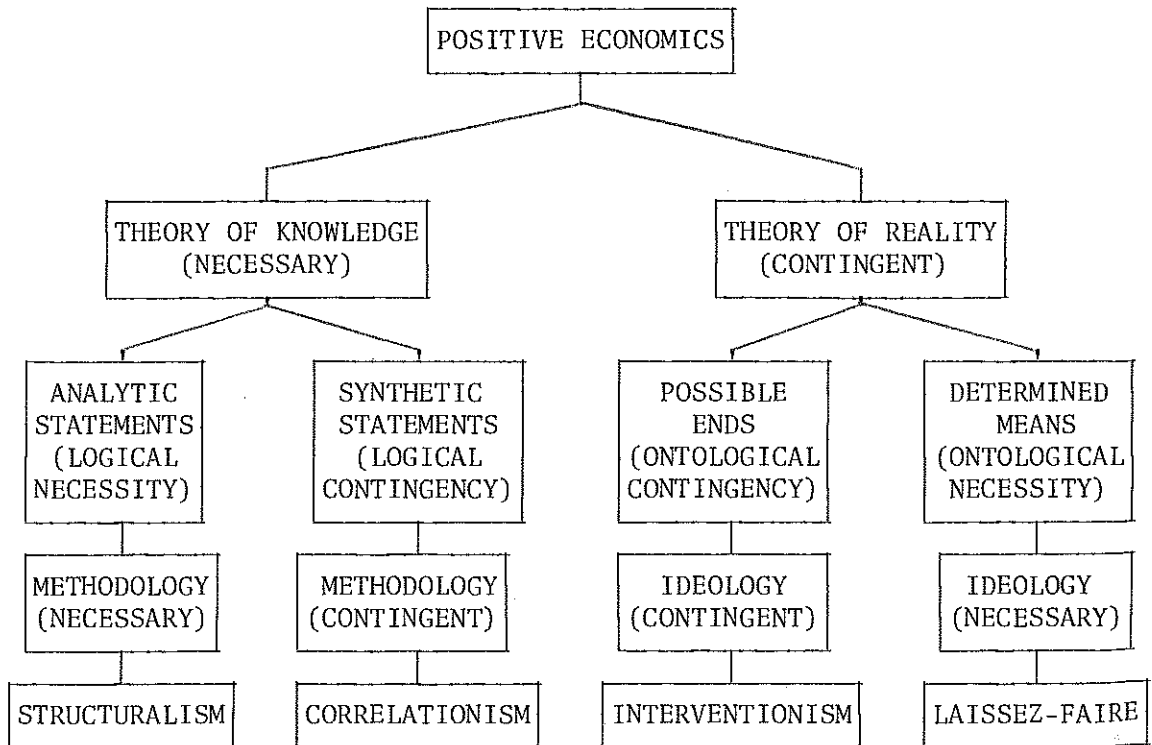 POSITIVE ECONOMICS
THEORY OF KNOWLEDGE
(NECESSARY)
THEORY OF REALITY
(CONTINGENT)
ANALYTIC
STATEMENTS
(LOGICAL
NECESSITY)
SYNTHETIC
STATEMENTS
(LOGICAL
CONTINGENCY)
POSSIBLE
ENDS
(ONTOLOGICAL
CONTINGENCY)
DETERMINED
MEANS
(ONTOLOGICAL
NECESSITY)
METHODOLOGY
(NECESSARY)
METHODOLOGY
(CONTINGENT)
IDEOLOGY
(CONTINGENT)
IDEOLOGY
(NECESSARY)
STRUCTURALISM
CORRELATIONISM
INTERVENTIONISM
LAISSEZ-FAIRE